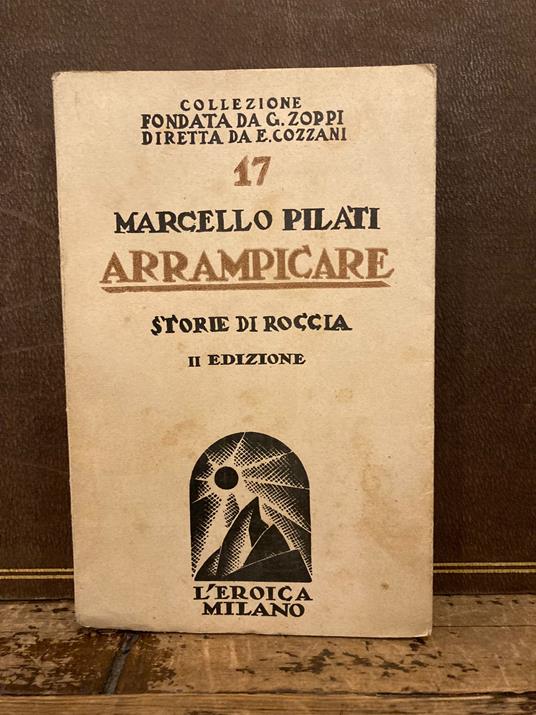 COLLEZIONE
FONDATA DA G. ZOPPI
DIRETTA DA E. COZZANI
17
MARCELLO PILATI
ARRAMPICARE
STORIE DI ROCCIA
II EDIZIONE
L'EROICA
MILANO